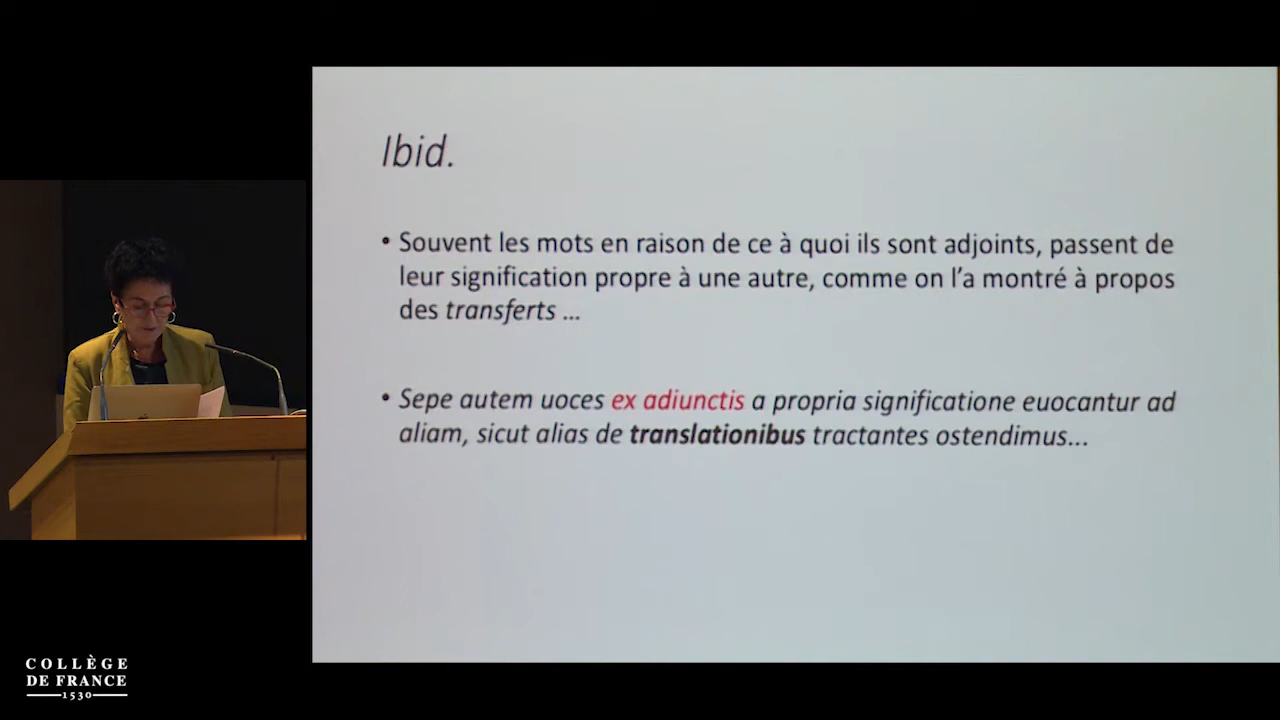 Ibid.
• Souvent les mots en raison de ce à quoi ils sont adjoints, passent de
leur signification propre à une autre, comme on l'a montré à propos
des transferts ...
• Sepe autem uoces ex adiunctis a propria significatione euocantur ad
aliam, sicut alias de translationibus tractantes ostendimus...
COLLÈGE
DE FRANCE
1530